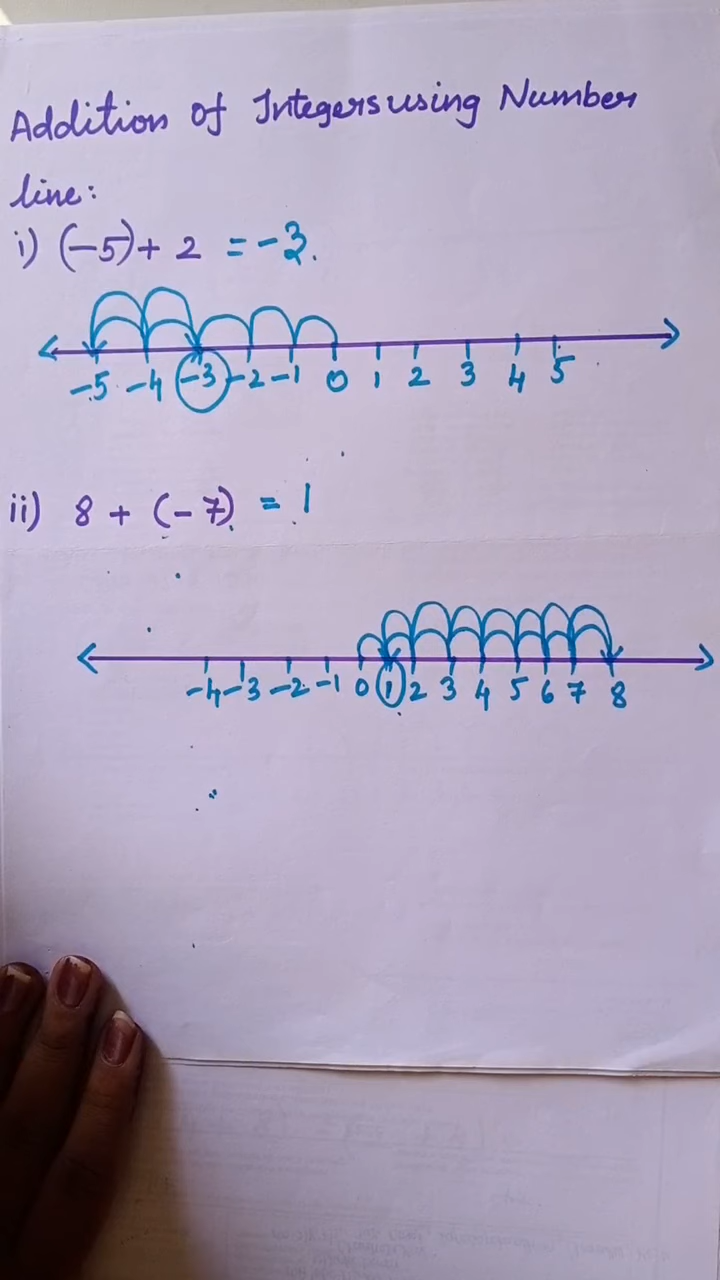 Addition of Integers using Number
line:
i) (-5) + 2 = -3.
-5 -4 -3 -2 -1 0 1 2 3 4 5
ii) 8 + (-7) = 1
-4 -3 -2 -1 0 1 2 3 4 5 6 7 8